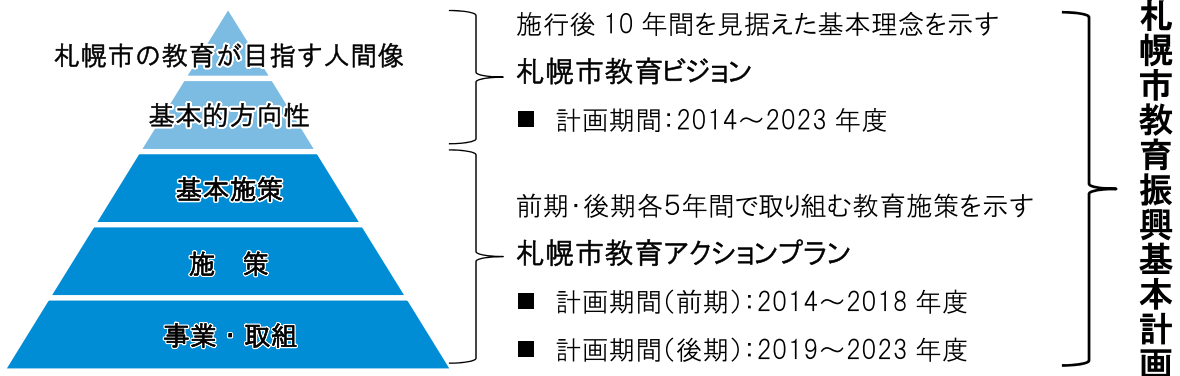 札幌市の教育が目指す人間像
基本的方向性
基本施策
施　策
事業・取組
施行後 10 年間を見据えた基本理念を示す
札幌市教育ビジョン
■ 計画期間：2014～2023 年度
前期・後期各５年間で取り組む教育施策を示す
札幌市教育アクションプラン
■ 計画期間（前期）：2014～2018 年度
■ 計画期間（後期）：2019～2023 年度
札幌市教育振興基本計画